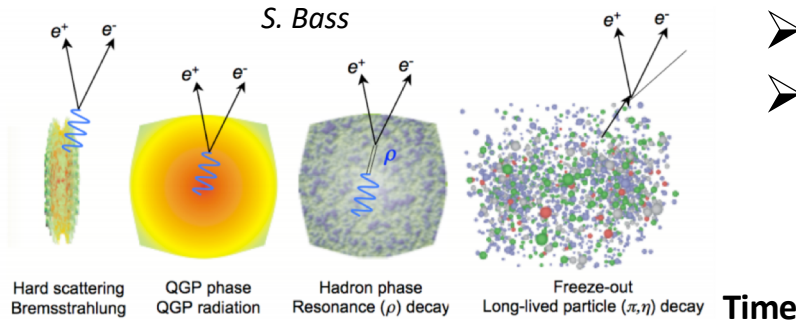 S. Bass
e+ e-
e+ e-
e+ e-
e+ e-
ρ
Hard scattering
Bremsstrahlung
QGP phase
QGP radiation
Hadron phase
Resonance (ρ) decay
Freeze-out
Long-lived particle (π,η) decay
Time